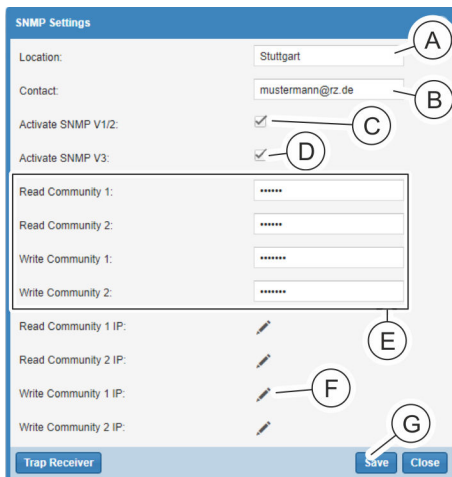 SNMP Settings
Location: Stuttgart A
Contact: mustermann@rz.de B
Activate SNMP V1/2: C
Activate SNMP V3: D
Read Community 1: ••••••
Read Community 2: ••••••
Write Community 1: •••••••
Write Community 2: •••••••
E
Read Community 1 IP:
Read Community 2 IP:
Write Community 1 IP: F
Write Community 2 IP:
G
Trap Receiver Save Close